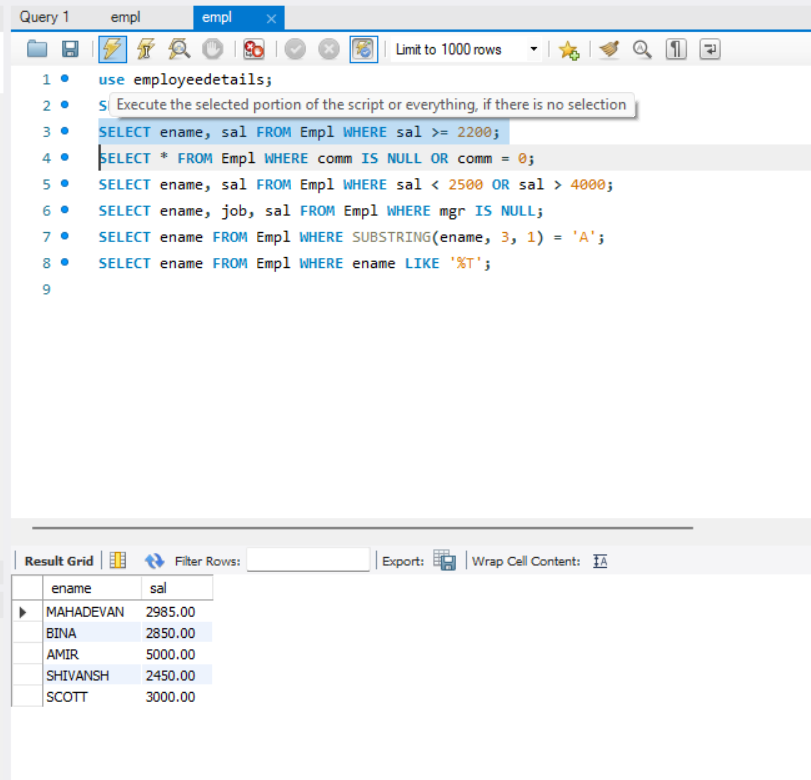 Query 1 empl empl ×
Limit to 1000 rows
1 use employeedetails;
2 S Execute the selected portion of the script or everything, if there is no selection
3 SELECT ename, sal FROM Empl WHERE sal >= 2200;
4 SELECT * FROM Empl WHERE comm IS NULL OR comm = 0;
5 SELECT ename, sal FROM Empl WHERE sal < 2500 OR sal > 4000;
6 SELECT ename, job, sal FROM Empl WHERE mgr IS NULL;
7 SELECT ename FROM Empl WHERE SUBSTRING(ename, 3, 1) = 'A';
8 SELECT ename FROM Empl WHERE ename LIKE '%T';
9
Result Grid Filter Rows: Export: Wrap Cell Content:
ename sal
MAHADEVAN 2985.00
BINA 2850.00
AMIR 5000.00
SHIVANSH 2450.00
SCOTT 3000.00